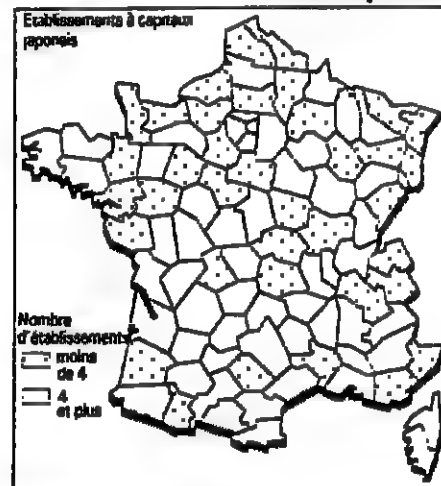 Etablissements à capitaux
japonais
Nombre
d'établissements
moins
de 4
4
et plus